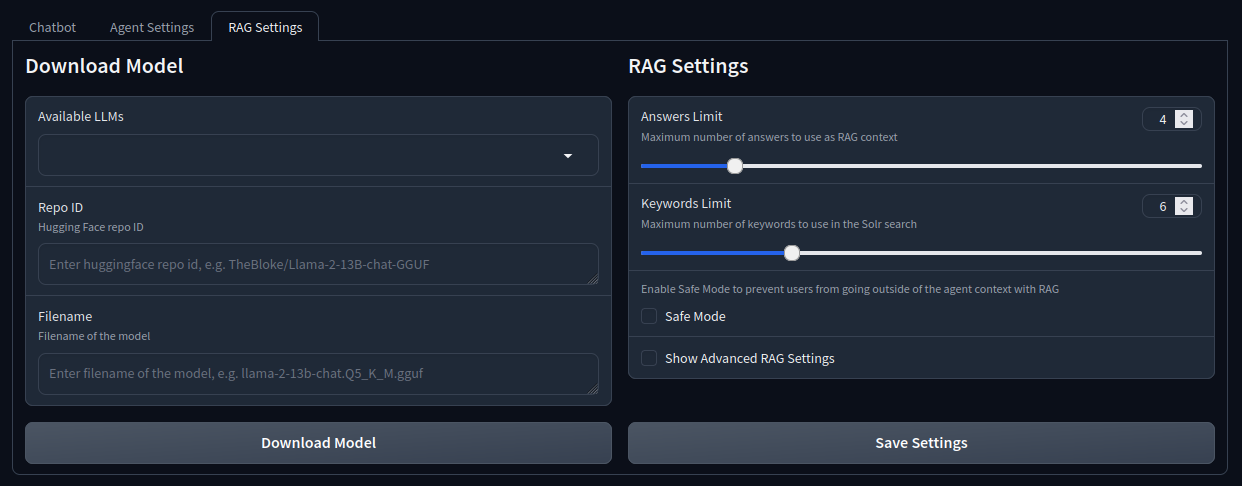 Chatbot
Agent Settings
RAG Settings
Download Model
Available LLMs
Repo ID
Hugging Face repo ID
Enter huggingface repo id, e.g. TheBloke/Llama-2-13B-chat-GGUF
Filename
Filename of the model
Enter filename of the model, e.g. llama-2-13b-chat.Q5_K_M.gguf
Download Model
RAG Settings
Answers Limit
4
Maximum number of answers to use as RAG context
Keywords Limit
6
Maximum number of keywords to use in the Solr search
Enable Safe Mode to prevent users from going outside of the agent context with RAG
Safe Mode
Show Advanced RAG Settings
Save Settings